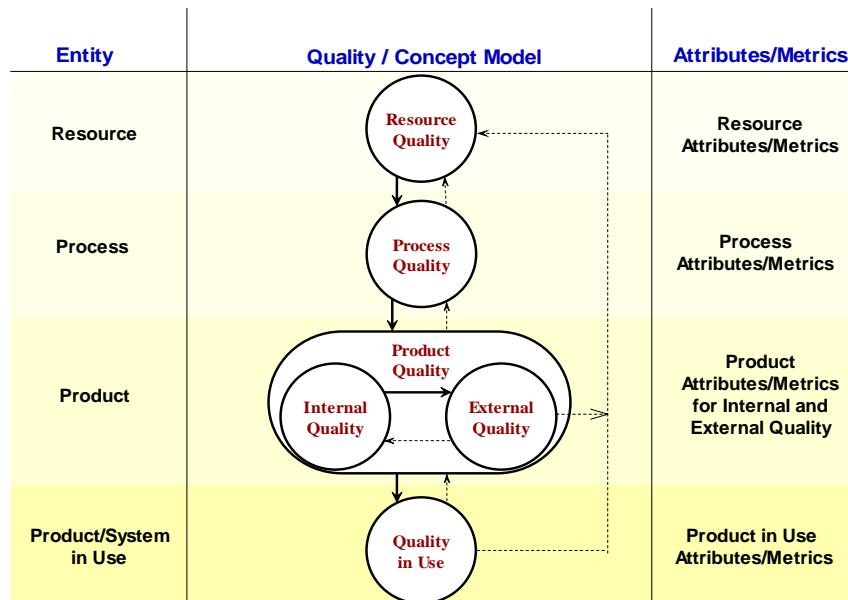 Entity
Quality / Concept Model
Attributes/Metrics
Resource
Resource
Quality
Resource
Attributes/Metrics
Process
Process
Quality
Process
Attributes/Metrics
Product
Product
Quality
Internal
Quality
External
Quality
Product
Attributes/Metrics
for Internal and
External Quality
Product/System
in Use
Quality
in Use
Product in Use
Attributes/Metrics